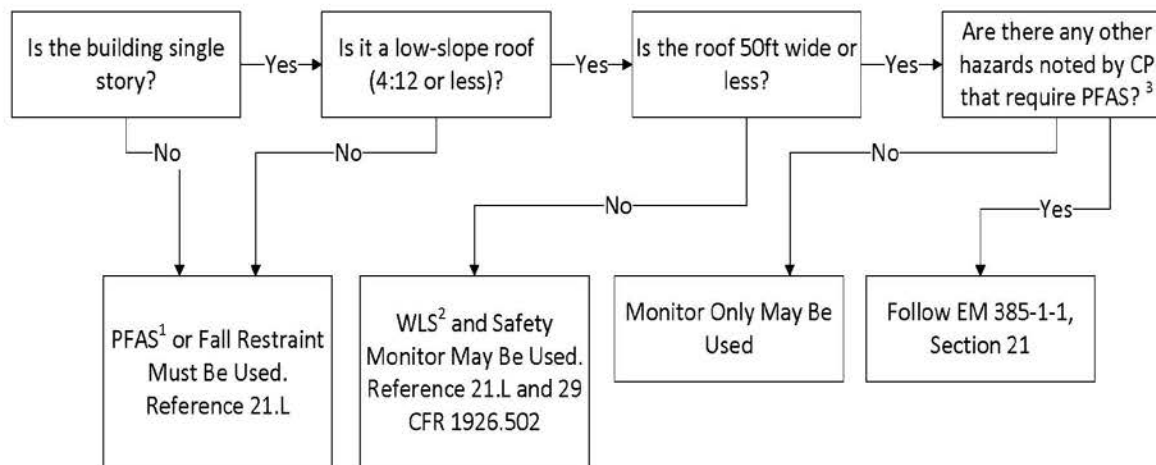 Is the building single
story?
Yes
Is it a low-slope roof
(4:12 or less)?
Yes
Is the roof 50ft wide or
less?
Yes
Are there any other
hazards noted by CP
that require PFAS? 3
No
No
No
No
Yes
PFAS1 or Fall Restraint
Must Be Used.
Reference 21.L
WLS2 and Safety
Monitor May Be Used.
Reference 21.L and 29
CFR 1926.502
Monitor Only May Be
Used
Follow EM 385-1-1,
Section 21